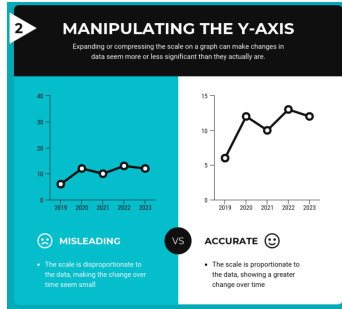 2
MANIPULATING THE Y-AXIS
Expanding or compressing the scale on a graph can make changes in
data seem more or less significant than they actually are.
40
30
20
10
0
2019 2020 2021 2022 2023
15
10
5
0
2019 2020 2021 2022 2023
MISLEADING
VS
ACCURATE
• The scale is disproportionate to
the data, making the change over
time seem small
• The scale is proportionate to
the data, showing a greater
change over time